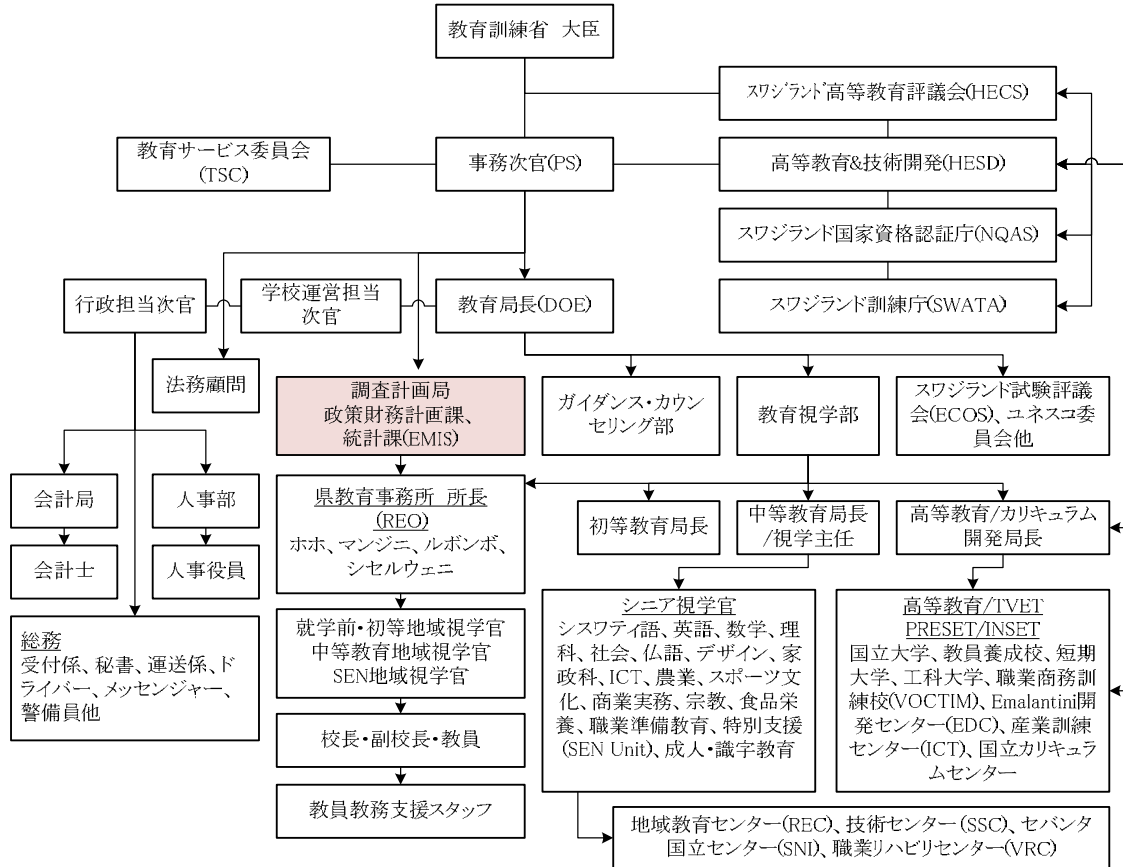 教育訓練省 大臣
スワジランド高等教育評議会(HECS)
教育サービス委員会
(TSC)
事務次官(PS)
高等教育&技術開発(HESD)
スワジランド国家資格認証庁(NQAS)
行政担当次官
学校運営担当
次官
教育局長(DOE)
スワジランド訓練庁(SWATA)
法務顧問
調査計画局
政策財務計画課、
統計課(EMIS)
ガイダンス・カウン
セリング部
教育視学部
スワジランド試験評議
会(ECOS)、ユネスコ委
員会他
会計局
人事部
県教育事務所 所長
(REO)
ホホ、マンジニ、ルボンボ、
シセルウェニ
初等教育局長
中等教育局長
/視学主任
高等教育/カリキュラム
開発局長
会計士
人事役員
総務
受付係、秘書、運送係、ド
ライバー、メッセンジャー、
警備員他
就学前・初等地域視学官
中等教育地域視学官
SEN地域視学官
校長・副校長・教員
教員教務支援スタッフ
シニア視学官
シスワティ語、英語、数学、理
科、社会、仏語、デザイン、家
政科、ICT、農業、スポーツ文
化、商業実務、宗教、食品栄
養、職業準備教育、特別支援
(SEN Unit)、成人・識字教育
高等教育/TVET
PRESET/INSET
国立大学、教員養成校、短期
大学、工科大学、職業商務訓
練校(VOCTIM)、Emalantini開
発センター(EDC)、産業訓練
センター(ICT)、国立カリキュラ
ムセンター
地域教育センター(REC)、技術センター(SSC)、セバンタ
国立センター(SNI)、職業リハビリセンター(VRC)